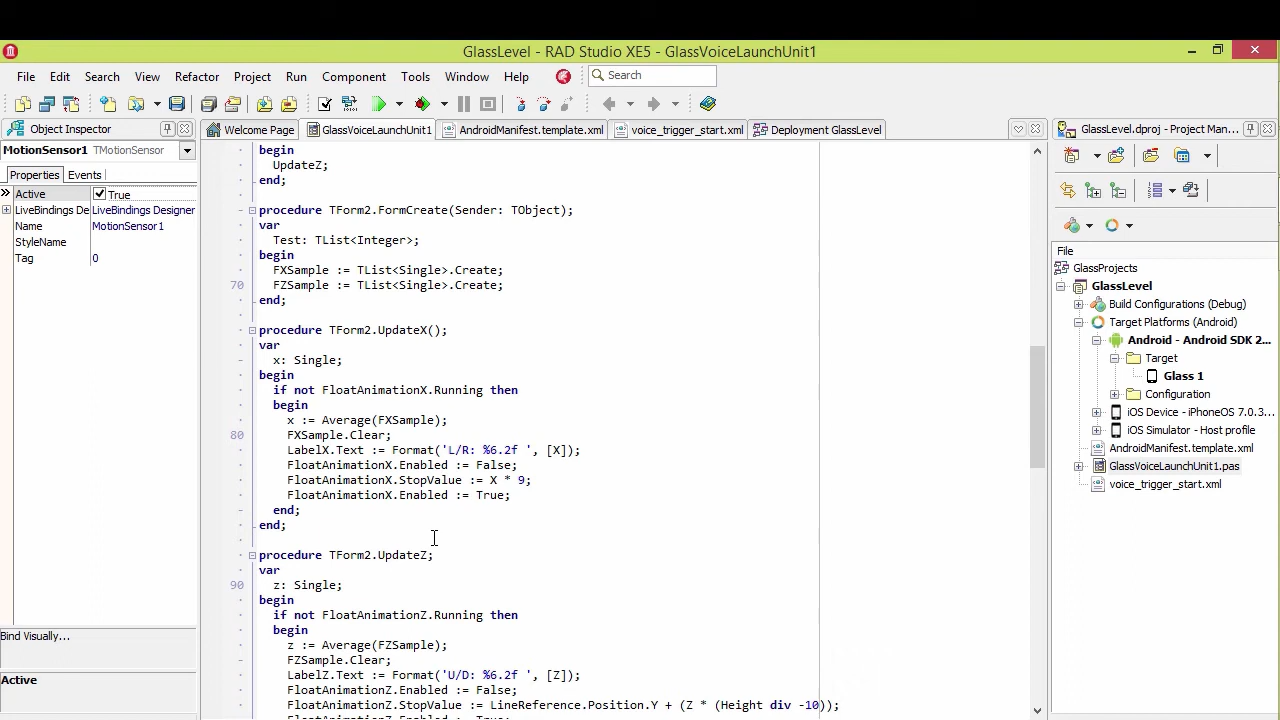 GlassLevel - RAD Studio XE5 - GlassVoiceLaunchUnit1
File Edit Search View Refactor Project Run Component Tools Window Help Search
Object Inspector
MotionSensor1 TMotionSensor
Properties Events
Active True
LiveBindings De LiveBindings Designer
LiveBindings Designer
Name MotionSensor1
StyleName
Tag 0
Bind Visually...
Active
Welcome Page GlassVoiceLaunchUnit1 AndroidManifest.template.xml voice_trigger_start.xml Deployment GlassLevel
begin
UpdateZ;
end;
procedure TForm2.FormCreate(Sender: TObject);
var
Test: TList<Integer>;
begin
FXSample := TList<Single>.Create;
70 FZSample := TList<Single>.Create;
end;
procedure TForm2.UpdateX();
var
x: Single;
begin
if not FloatAnimationX.Running then
begin
x := Average(FXSample);
80 FXSample.Clear;
LabelX.Text := Format('L/R: %6.2f ', [X]);
FloatAnimationX.Enabled := False;
FloatAnimationX.StopValue := X * 9;
FloatAnimationX.Enabled := True;
end;
end;
procedure TForm2.UpdateZ;
var
90 z: Single;
begin
if not FloatAnimationZ.Running then
begin
z := Average(FZSample);
FZSample.Clear;
LabelZ.Text := Format('U/D: %6.2f ', [Z]);
FloatAnimationZ.Enabled := False;
FloatAnimationZ.StopValue := LineReference.Position.Y + (Z * (Height div -10));
FloatAnimationZ.Enabled := True;
GlassLevel.dproj - Project Man...
File
GlassProjects
GlassLevel
Build Configurations (Debug)
Target Platforms (Android)
Android - Android SDK 2...
Target
Glass 1
Configuration
iOS Device - iPhoneOS 7.0.3...
iOS Simulator - Host profile
AndroidManifest.template.xml
GlassVoiceLaunchUnit1.pas
voice_trigger_start.xml